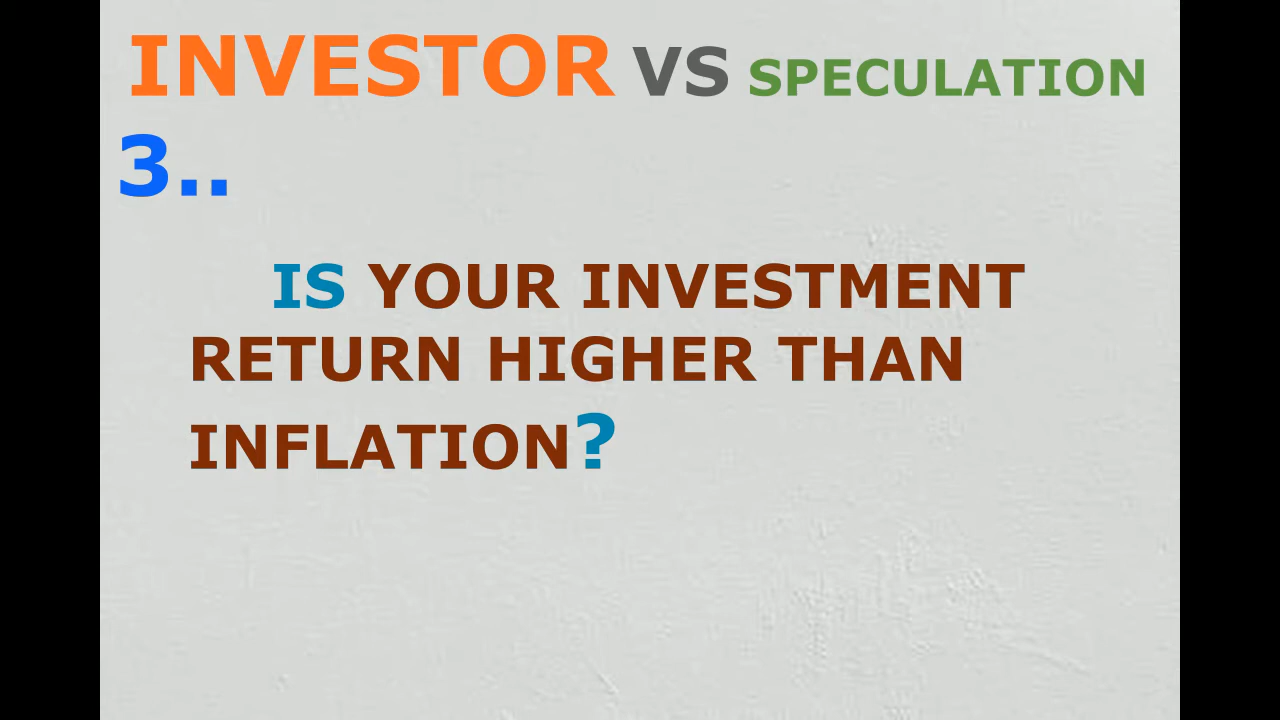 INVESTOR VS SPECULATION
3..
IS YOUR INVESTMENT
RETURN HIGHER THAN
INFLATION?